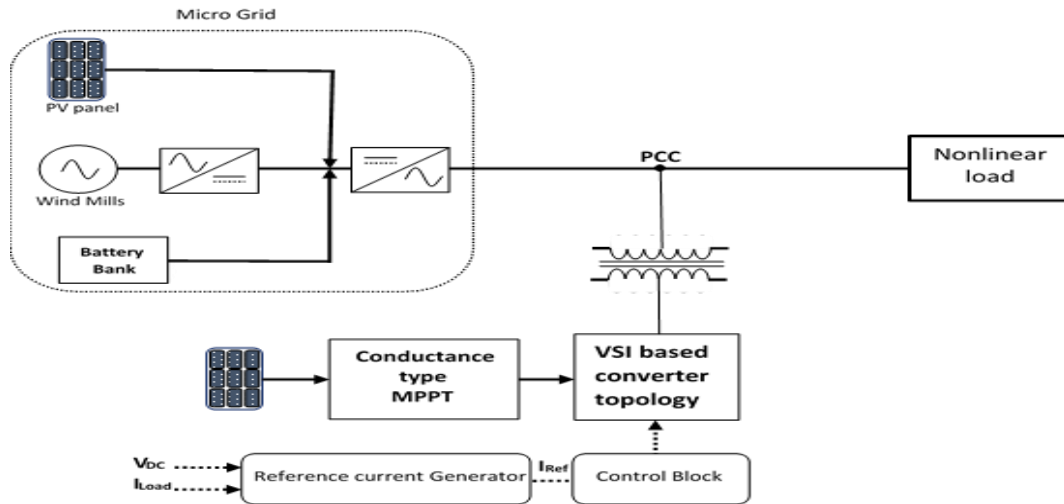 Micro Grid
PV panel
Wind Mills
Battery
Bank
PCC
Nonlinear
load
Conductance
type
MPPT
VSI based
converter
topology
VDC
ILoad
Reference current Generator
IRef
Control Block